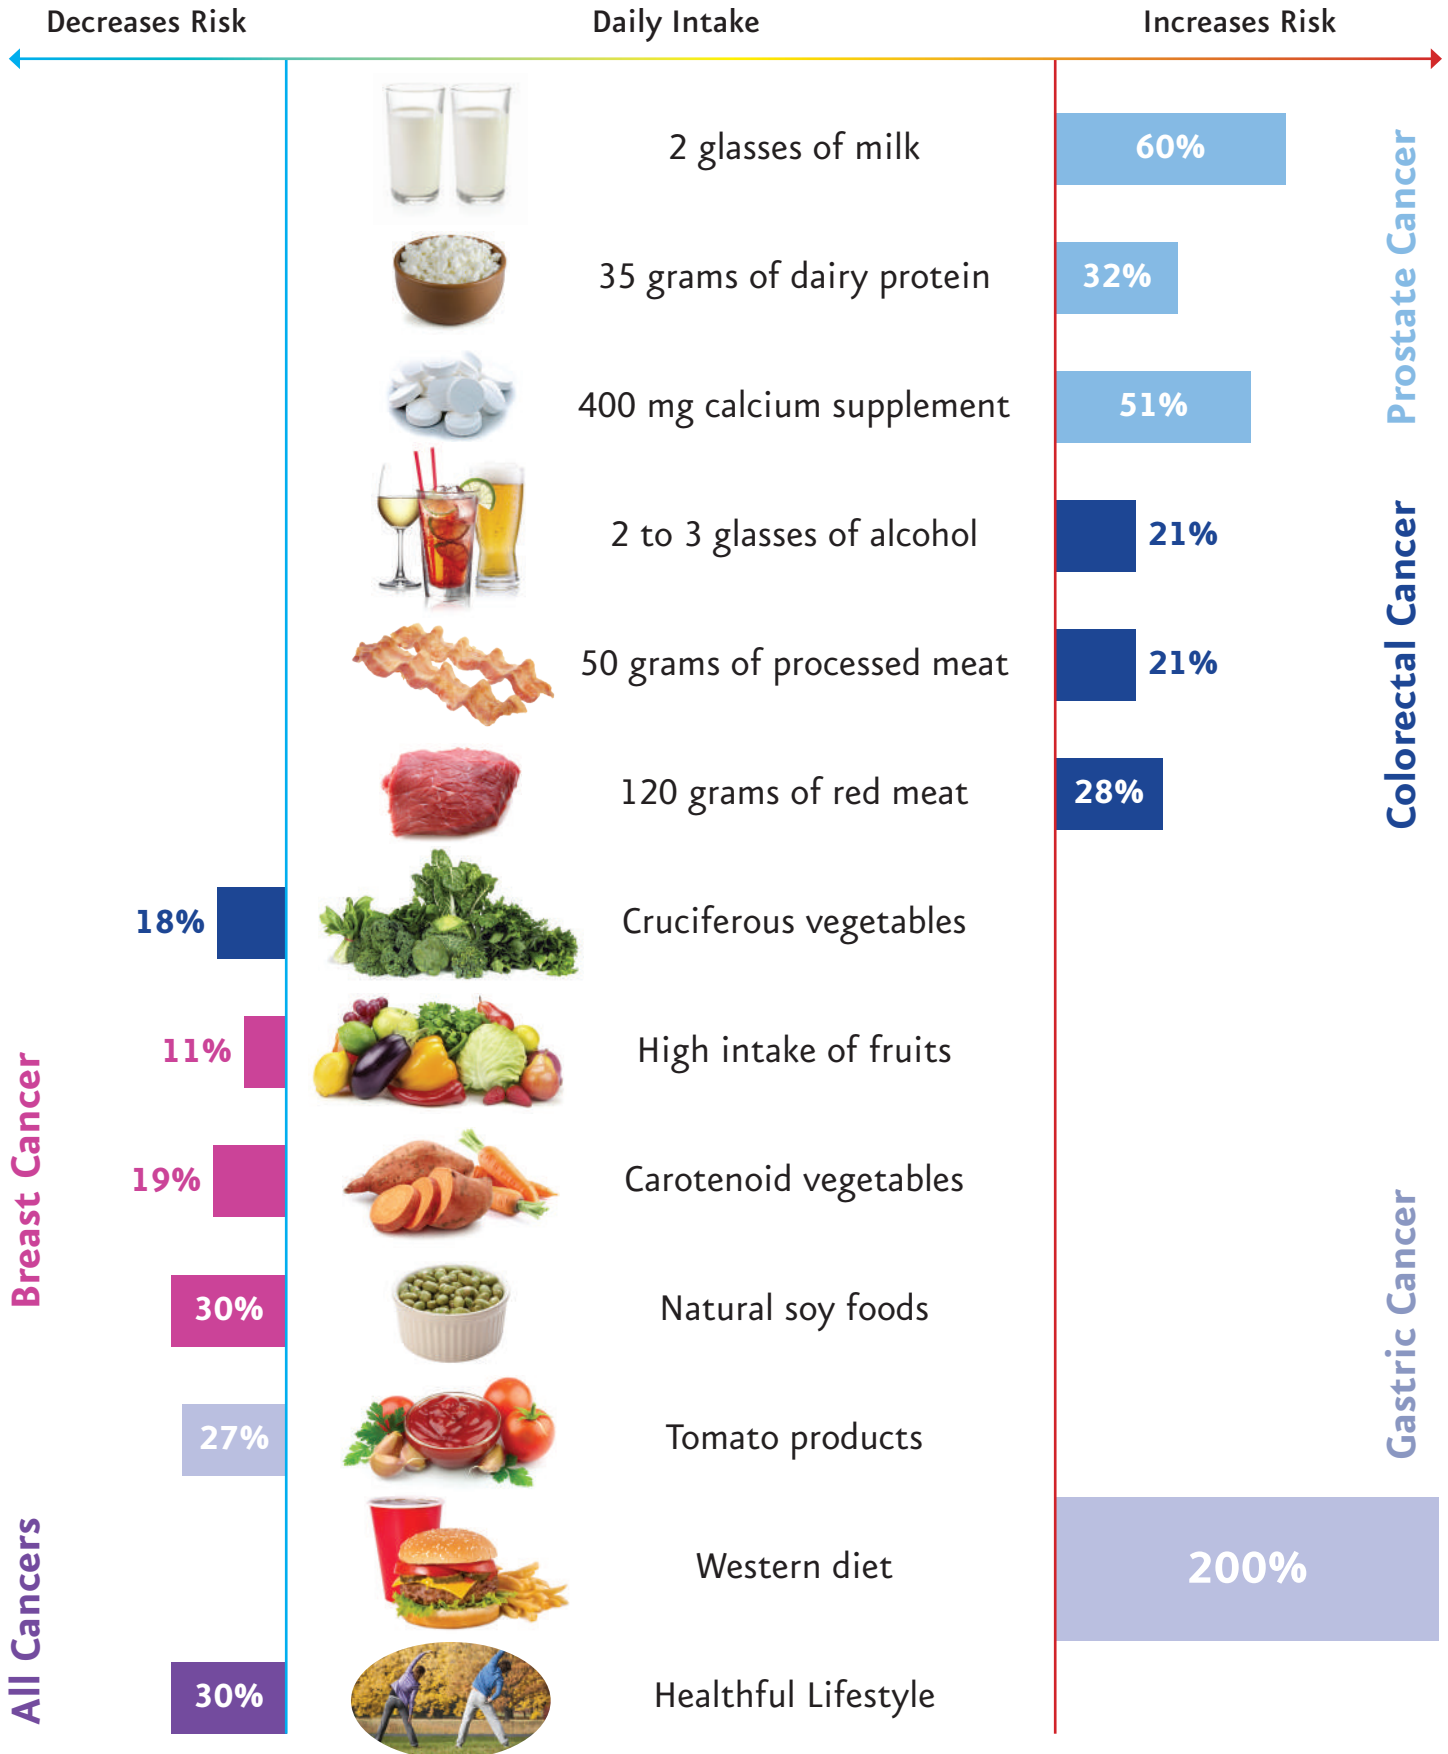 Decreases Risk
Daily Intake
Increases Risk
2 glasses of milk
60%
35 grams of dairy protein
32%
400 mg calcium supplement
51%
Prostate Cancer
2 to 3 glasses of alcohol
21%
50 grams of processed meat
21%
120 grams of red meat
28%
Colorectal Cancer
18%
Cruciferous vegetables
11%
High intake of fruits
19%
Carotenoid vegetables
30%
Natural soy foods
Breast Cancer
27%
Tomato products
Western diet
200%
Gastric Cancer
30%
Healthful Lifestyle
All Cancers